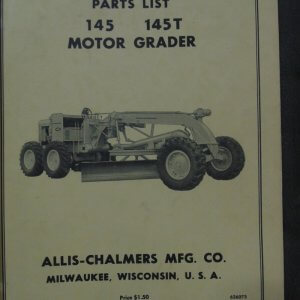 PARTS LIST
145 145T
MOTOR GRADER
ALLIS-CHALMERS MFG. CO.
MILWAUKEE, WISCONSIN, U. S. A.
Price $1.50